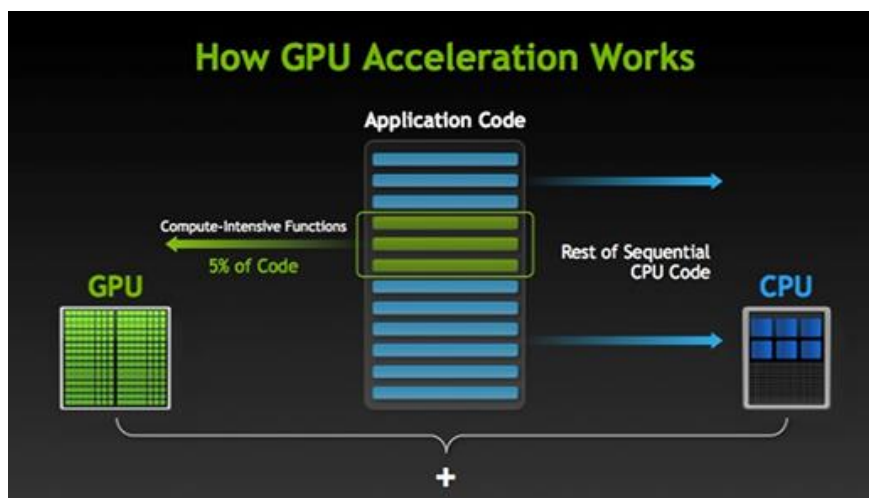 How GPU Acceleration Works
Application Code
Compute-Intensive Functions
5% of Code
GPU
Rest of Sequential
CPU Code
CPU
+